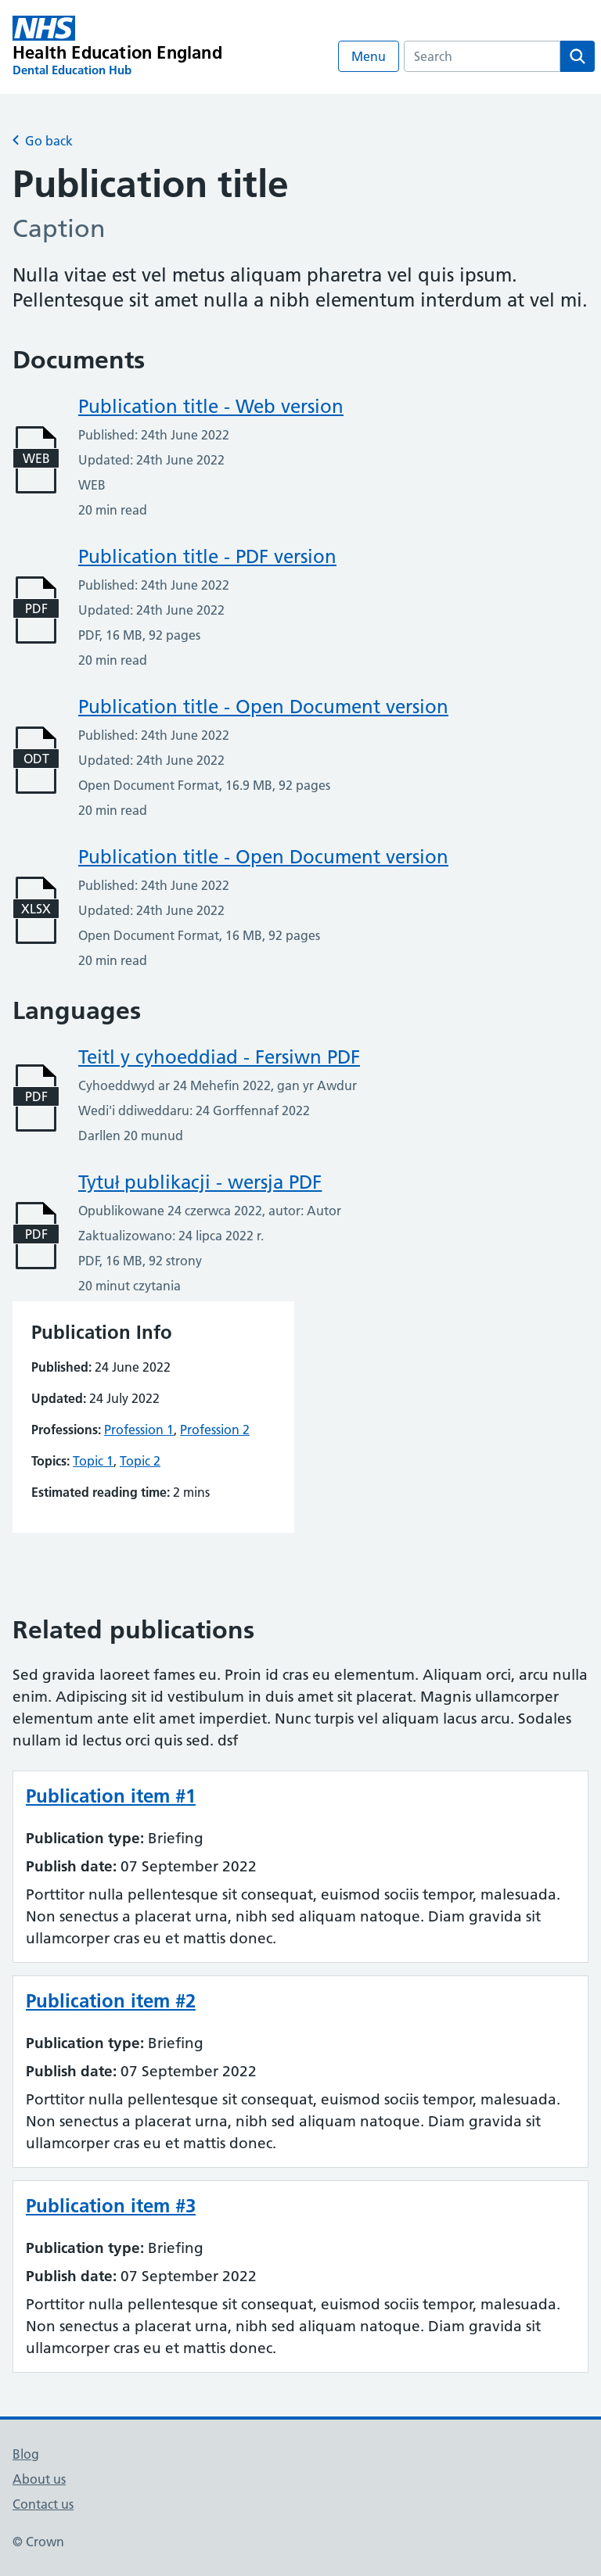 NHS
Health Education England
Dental Education Hub
Menu
Search
Go back
Publication title
Caption
Nulla vitae est vel metus aliquam pharetra vel quis ipsum.
Pellentesque sit amet nulla a nibh elementum interdum at vel mi.
Documents
Publication title - Web version
WEB
Published: 24th June 2022
Updated: 24th June 2022
WEB
20 min read
Publication title - PDF version
PDF
Published: 24th June 2022
Updated: 24th June 2022
PDF, 16 MB, 92 pages
20 min read
Publication title - Open Document version
ODT
Published: 24th June 2022
Updated: 24th June 2022
Open Document Format, 16.9 MB, 92 pages
20 min read
Publication title - Open Document version
XLSX
Published: 24th June 2022
Updated: 24th June 2022
Open Document Format, 16 MB, 92 pages
20 min read
Languages
Teitl y cyhoeddiad - Fersiwn PDF
PDF
Cyhoeddwyd ar 24 Mehefin 2022, gan yr Awdur
Wedi'i ddiweddaru: 24 Gorffennaf 2022
Darllen 20 munud
Tytuł publikacji - wersja PDF
PDF
Opublikowane 24 czerwca 2022, autor: Autor
Zaktualizowano: 24 lipca 2022 r.
PDF, 16 MB, 92 strony
20 minut czytania
Publication Info
Published: 24 June 2022
Updated: 24 July 2022
Professions: Profession 1, Profession 2
Topics: Topic 1, Topic 2
Estimated reading time: 2 mins
Related publications
Sed gravida laoreet fames eu. Proin id cras eu elementum. Aliquam orci, arcu nulla
enim. Adipiscing sit id vestibulum in duis amet sit placerat. Magnis ullamcorper
elementum ante elit amet imperdiet. Nunc turpis vel aliquam lacus arcu. Sodales
nullam id lectus orci quis sed. dsf
Publication item #1
Publication type: Briefing
Publish date: 07 September 2022
Porttitor nulla pellentesque sit consequat, euismod sociis tempor, malesuada.
Non senectus a placerat urna, nibh sed aliquam natoque. Diam gravida sit
ullamcorper cras eu et mattis donec.
Publication item #2
Publication type: Briefing
Publish date: 07 September 2022
Porttitor nulla pellentesque sit consequat, euismod sociis tempor, malesuada.
Non senectus a placerat urna, nibh sed aliquam natoque. Diam gravida sit
ullamcorper cras eu et mattis donec.
Publication item #3
Publication type: Briefing
Publish date: 07 September 2022
Porttitor nulla pellentesque sit consequat, euismod sociis tempor, malesuada.
Non senectus a placerat urna, nibh sed aliquam natoque. Diam gravida sit
ullamcorper cras eu et mattis donec.
Blog
About us
Contact us
© Crown